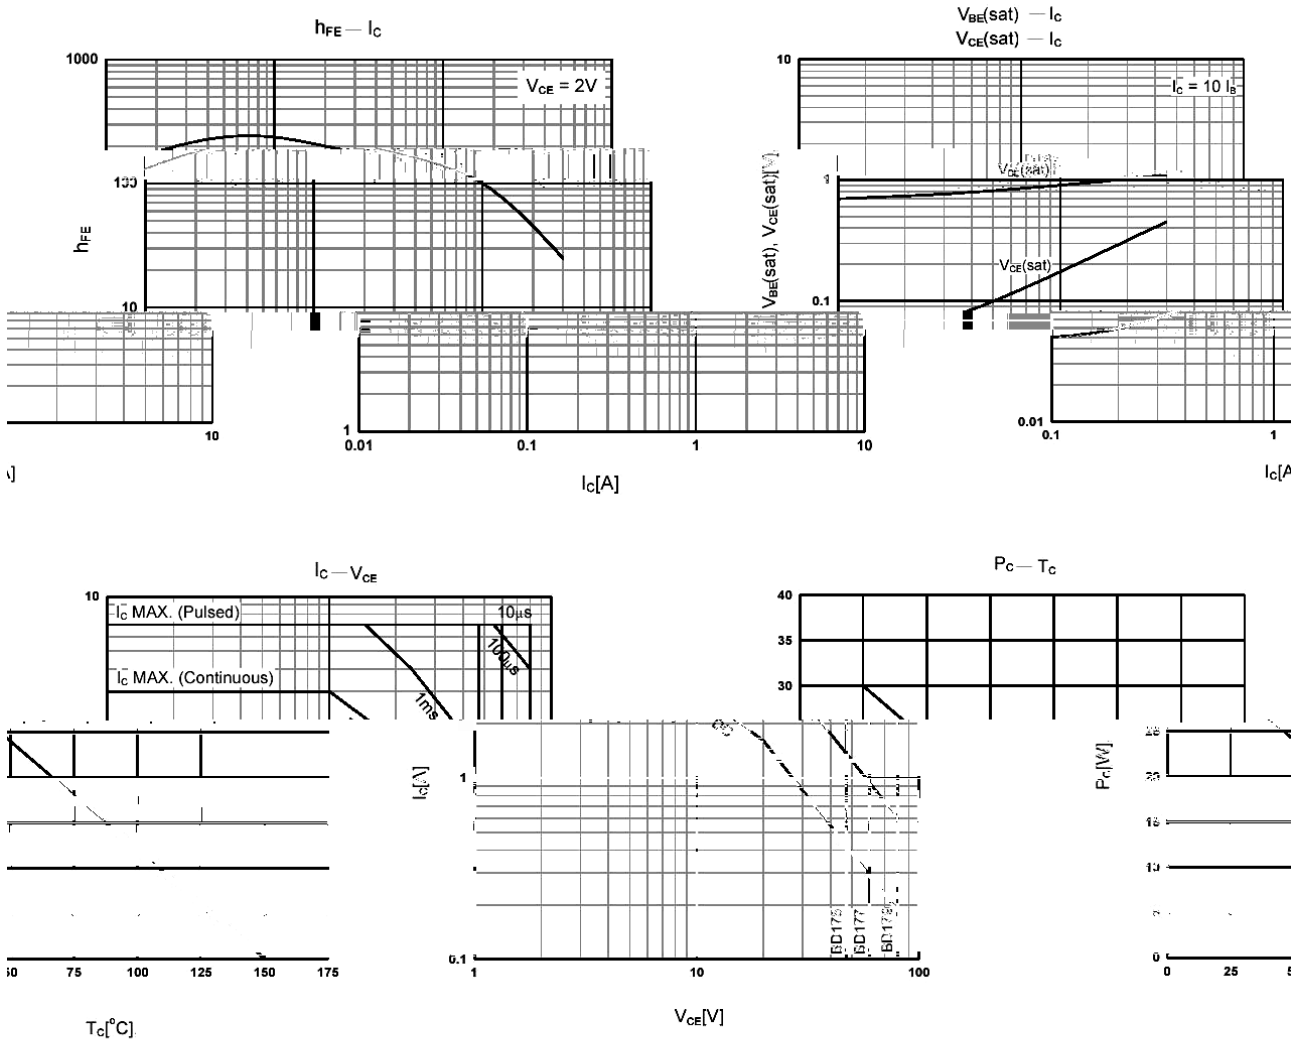 hFE — IC
VBE(sat) — IC
VCE(sat) — IC
1000
VCE = 2V
10
IC = 10 IB
hFE
10
VBE(sat), VCE(sat)[V]
1
VCE(sat)
0.1
10
1
0.01
0.1
1
10
0.01
0.1
1
A]
IC[A]
IC[A
IC — VCE
PC — TC
10
IC MAX. (Pulsed)
10µs
100µs
IC MAX. (Continuous)
1ms
40
35
30
IC[A]
1
0.1
1
10
100
BD175
BD177
PC[W]
20
15
10
0
0
25
50
75
100
125
150
175
TC[°C]
VCE[V]